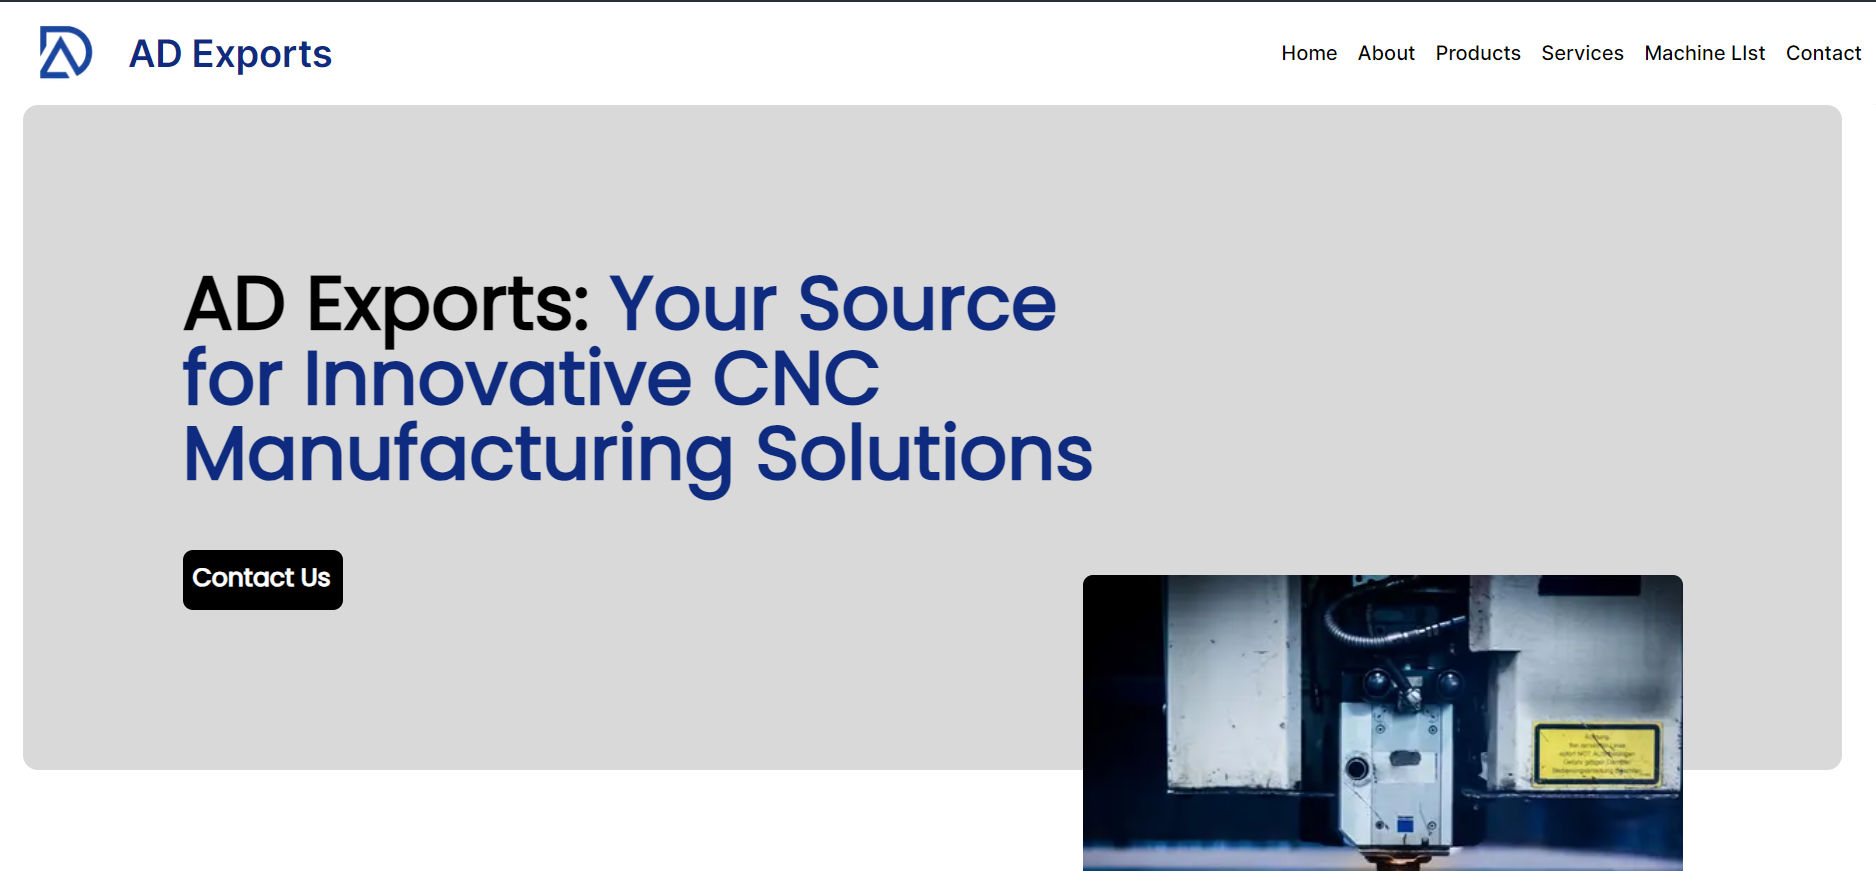 AD Exports
Home About Products Services Machine LIst Contact
AD Exports: Your Source
for Innovative CNC
Manufacturing Solutions
Contact Us